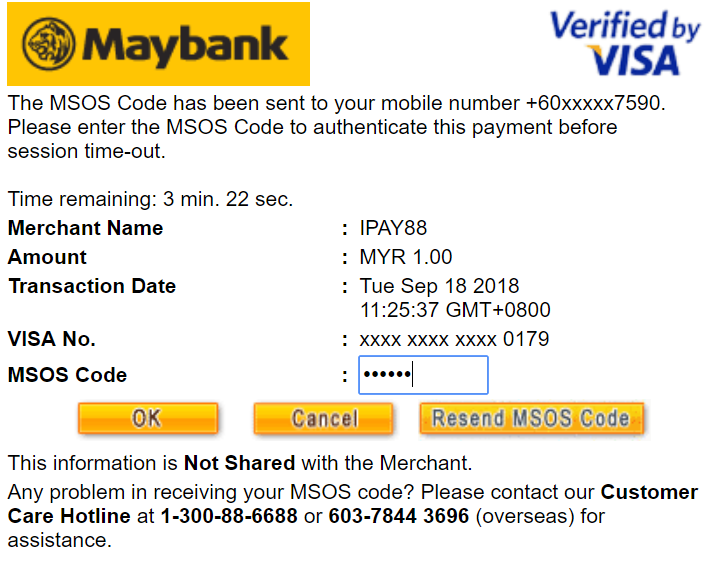 Maybank
Verified by
VISA
The MSOS Code has been sent to your mobile number +60xxxxx7590.
Please enter the MSOS Code to authenticate this payment before
session time-out.
Time remaining: 3 min. 22 sec.
Merchant Name : IPAY88
Amount : MYR 1.00
Transaction Date : Tue Sep 18 2018
11:25:37 GMT+0800
VISA No. : xxxx xxxx xxxx 0179
MSOS Code : ••••••
OK Cancel Resend MSOS Code
This information is Not Shared with the Merchant.
Any problem in receiving your MSOS code? Please contact our Customer
Care Hotline at 1-300-88-6688 or 603-7844 3696 (overseas) for
assistance.